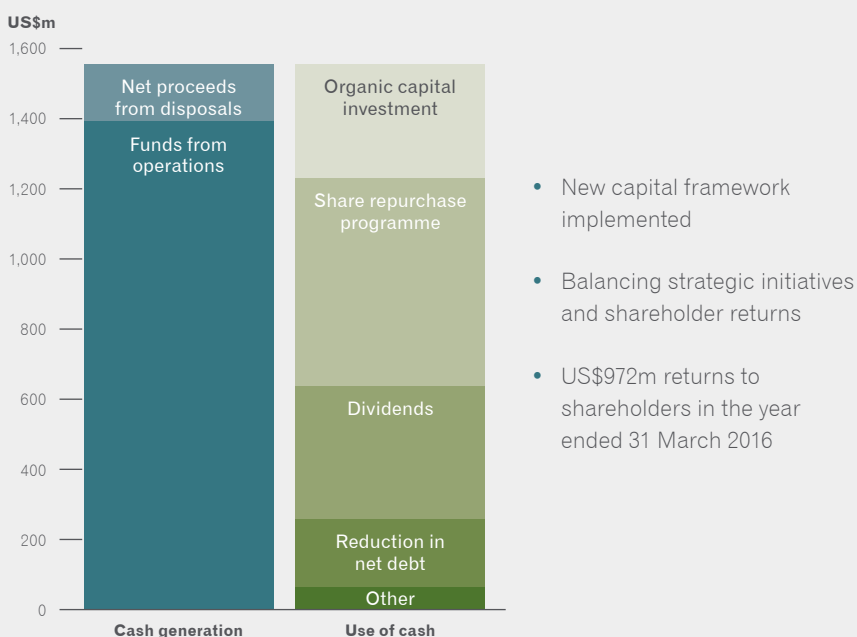 US$m
1,600
1,400
1,200
1,000
800
600
400
200
0
Net proceeds
from disposals
Funds from
operations
Cash generation
Organic capital
investment
Share repurchase
programme
Dividends
Reduction in
net debt
Other
Use of cash
• New capital framework
implemented
• Balancing strategic initiatives
and shareholder returns
• US$972m returns to
shareholders in the year
ended 31 March 2016